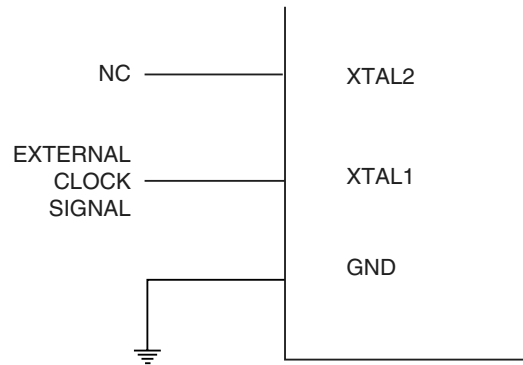 NC
XTAL2
EXTERNAL
CLOCK
SIGNAL
XTAL1
GND